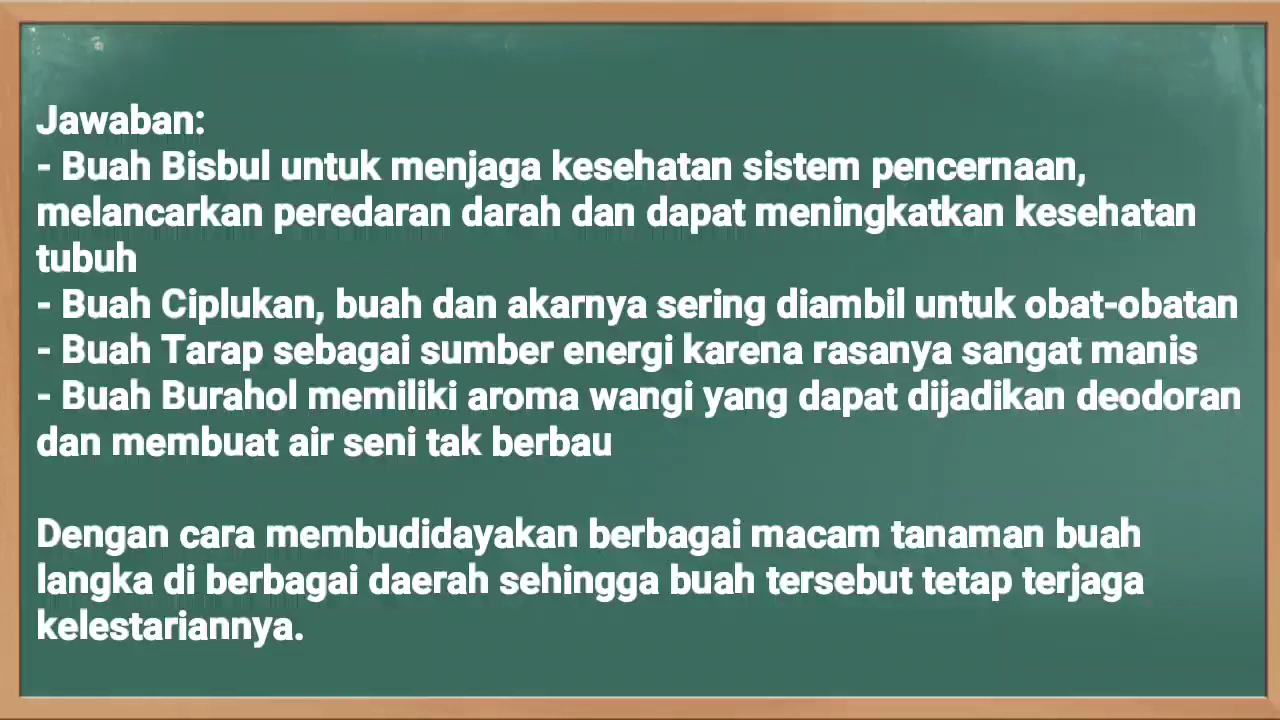 Jawaban:
- Buah Bisbul untuk menjaga kesehatan sistem pencernaan,
melancarkan peredaran darah dan dapat meningkatkan kesehatan
tubuh
- Buah Ciplukan, buah dan akarnya sering diambil untuk obat-obatan
- Buah Tarap sebagai sumber energi karena rasanya sangat manis
- Buah Burahol memiliki aroma wangi yang dapat dijadikan deodoran
dan membuat air seni tak berbau
Dengan cara membudidayakan berbagai macam tanaman buah
langka di berbagai daerah sehingga buah tersebut tetap terjaga
kelestariannya.